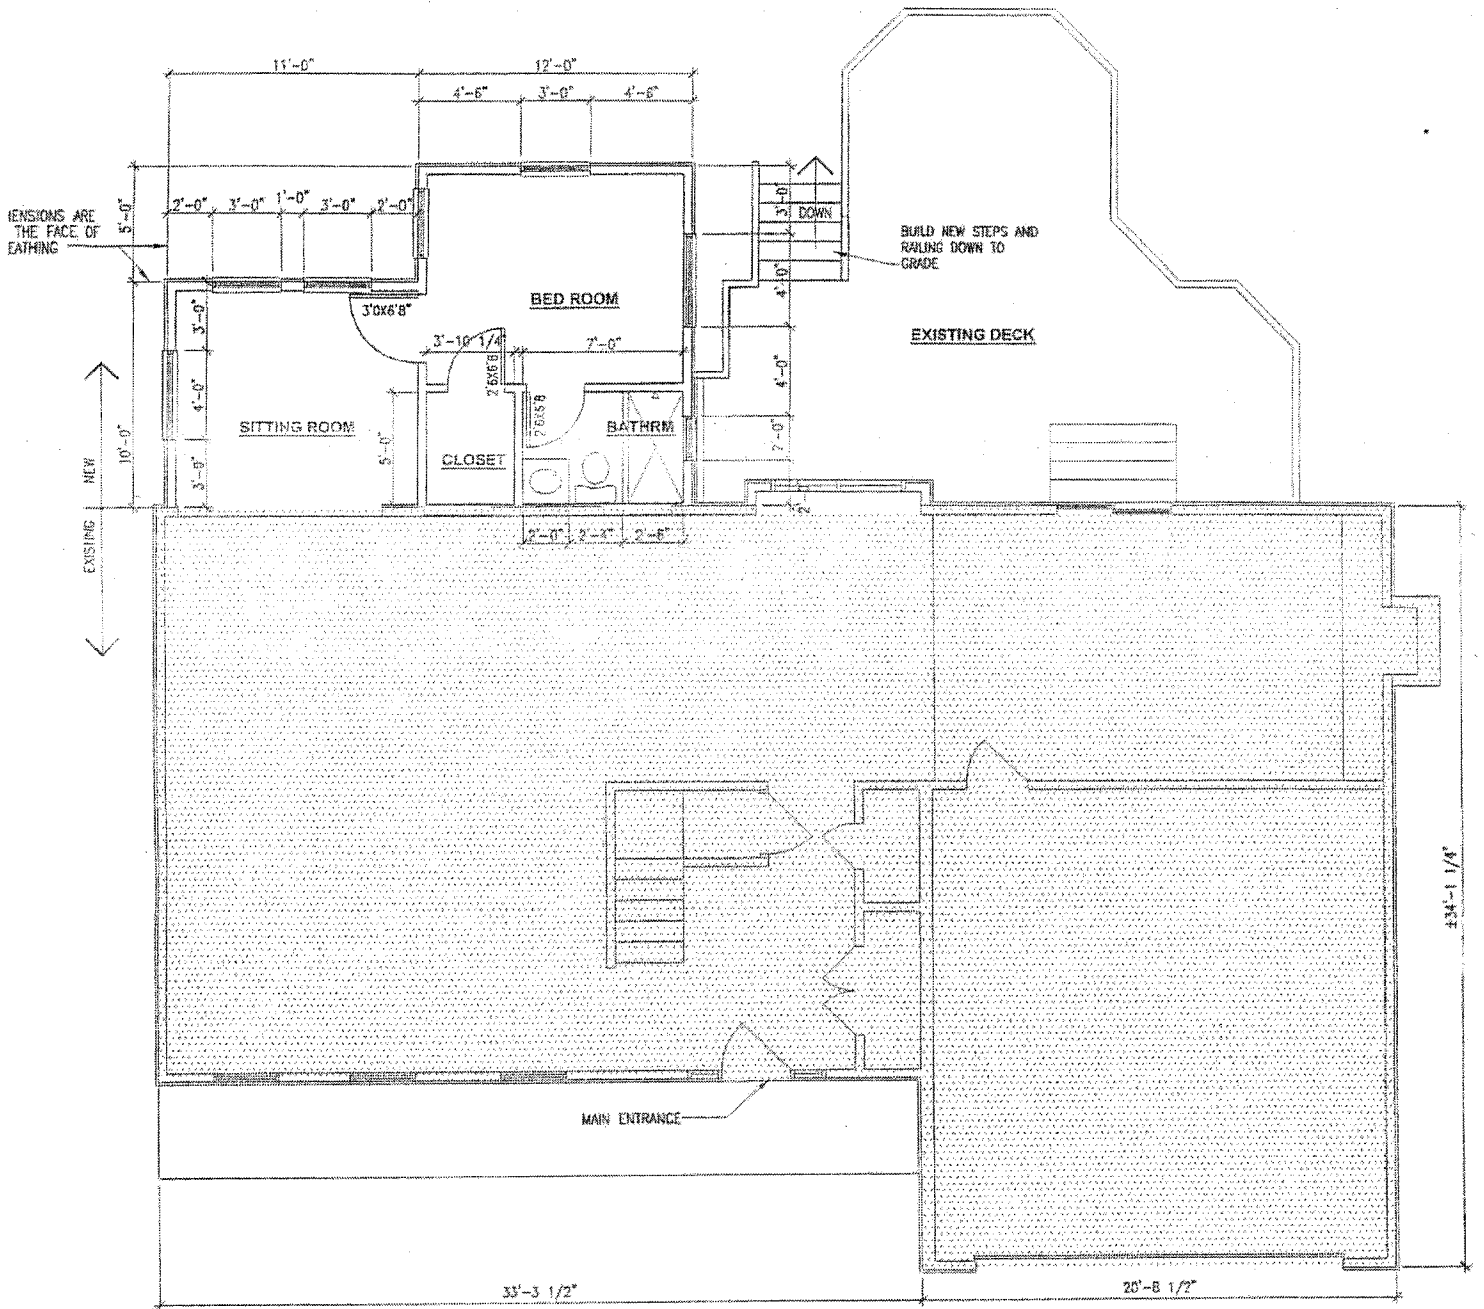 11'-0"
12'-0"
4'-6"
3'-0"
4'-6"
5'-0"
IENSIONS ARE
THE FACE OF
EATHING
2'-0"
3'-0"
1'-0"
3'-0"
2'-0"
3'-0"
DOWN
BUILD NEW STEPS AND
RAILING DOWN TO
GRADE
4'-0"
BED ROOM
3'0X6'8"
3'-0"
EXISTING DECK
3'-10 1/4"
7'-0"
2'6X6'8
4'-0"
4'-0"
SITTING ROOM
10'-0"
5'-0"
CLOSET
BATHRM
2'-0"
3'-0"
NEW
EXISTING
2'-0"
2'-4"
2'-6"
±34'-1 1/4"
MAIN ENTRANCE
33'-3 1/2"
20'-8 1/2"